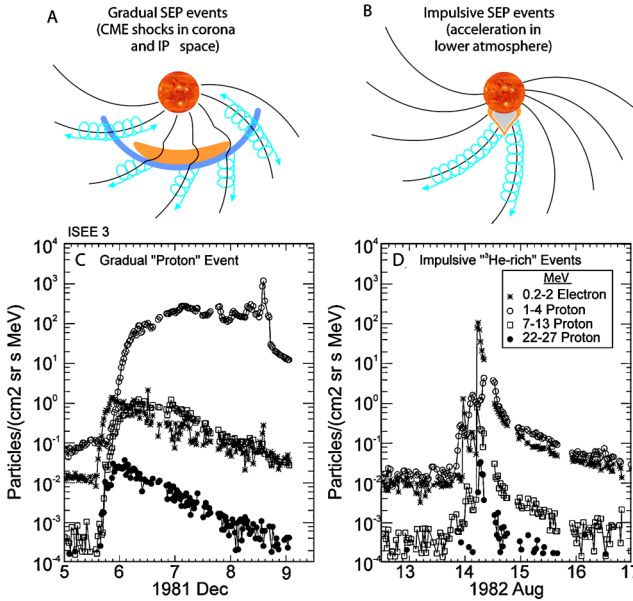 A
Gradual SEP events
(CME shocks in corona
and IP space)
B
Impulsive SEP events
(acceleration in
lower atmosphere)
ISEE 3
C Gradual "Proton" Event
10⁴
10³
10²
10¹
10⁰
10⁻¹
10⁻²
10⁻³
10⁻⁴
Particles/(cm2 sr s MeV)
5 6 7 8 9
1981 Dec
D Impulsive "³He-rich" Events
MeV
0.2-2 Electron
1-4 Proton
7-13 Proton
22-27 Proton
10⁴
10³
10²
10¹
10⁰
10⁻¹
10⁻²
10⁻³
10⁻⁴
Particles/(cm2 sr s MeV)
13 14 15 16 17
1982 Aug